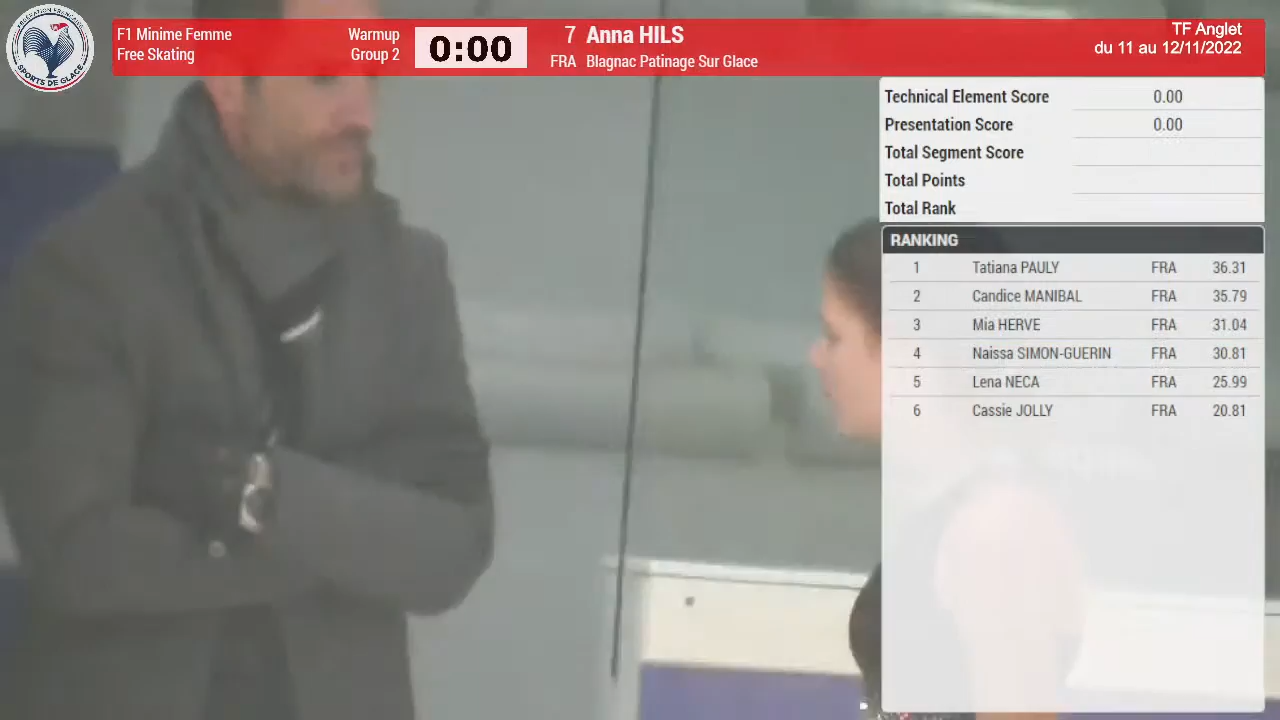 F1 Minime Femme
Free Skating
Warmup
Group 2
0:00
7 Anna HILS
FRA Blagnac Patinage Sur Glace
TF Anglet
du 11 au 12/11/2022
SPORTS DE GLACE
Technical Element Score 0.00
Presentation Score 0.00
Total Segment Score
Total Points
Total Rank
RANKING
1 Tatiana PAULY FRA 36.31
2 Candice MANIBAL FRA 35.79
3 Mia HERVE FRA 31.04
4 Naissa SIMON-GUERIN FRA 30.81
5 Lena NECA FRA 25.99
6 Cassie JOLLY FRA 20.81